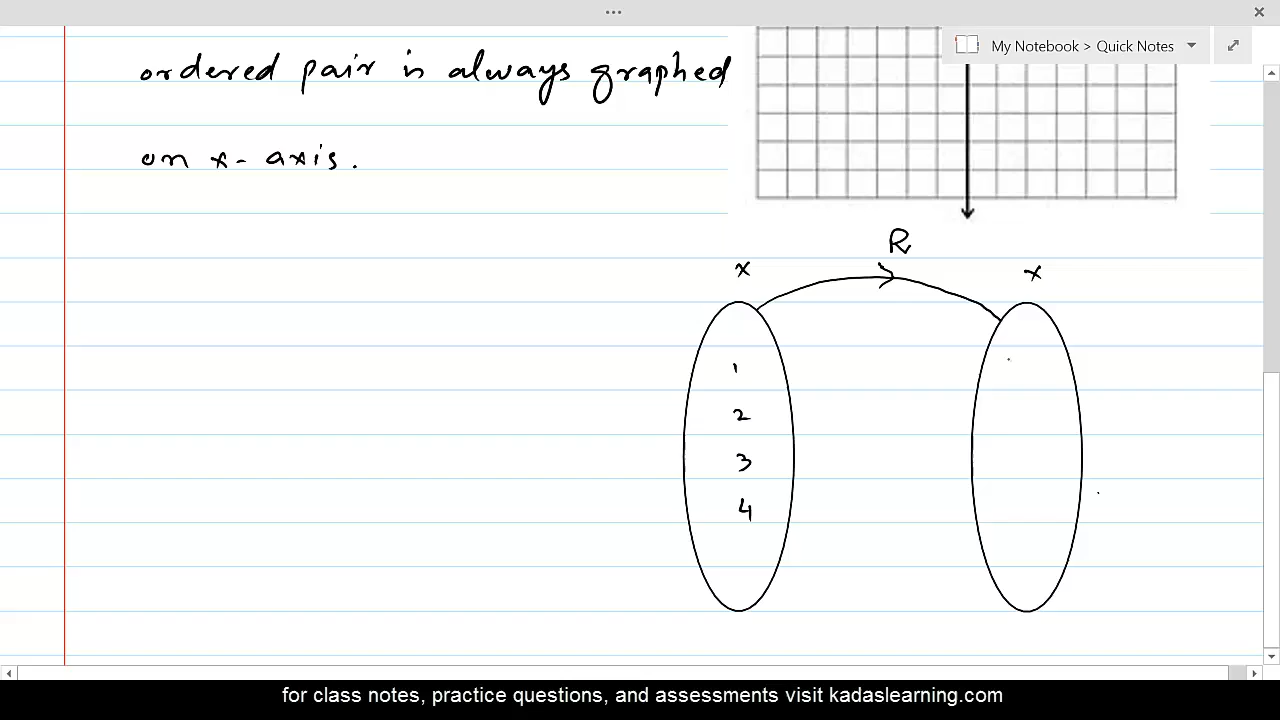 My Notebook > Quick Notes
ordered pair is always graphed
on x-axis.
R
x x
1
2
3
4
for class notes, practice questions, and assessments visit kadaslearning.com